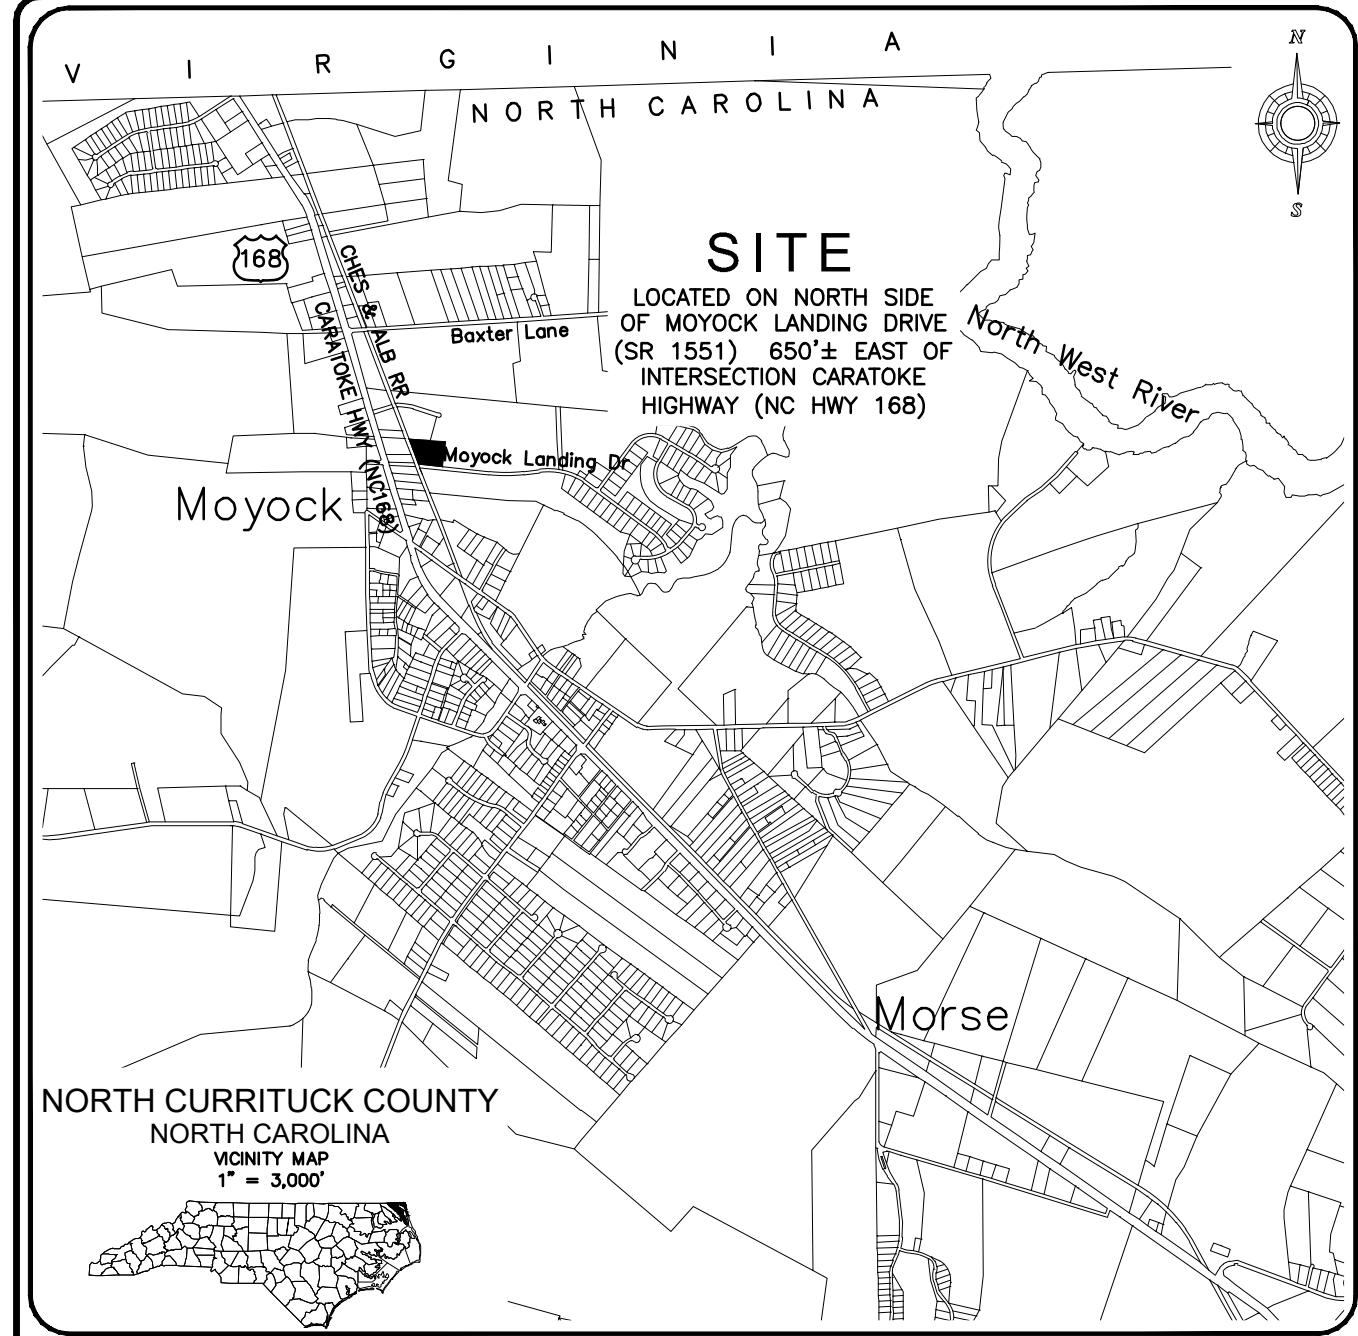 V I R G I N I A
NORTH CAROLINA
N
S
168
SITE
LOCATED ON NORTH SIDE
OF MOYOCK LANDING DRIVE
(SR 1551) 650'± EAST OF
INTERSECTION CARATOKE
HIGHWAY (NC HWY 168)
CHES & ALB RR
CARATOKE HWY (NC168)
Baxter Lane
North West River
Moyock Landing Dr
Moyock
Morse
NORTH CURRITUCK COUNTY
NORTH CAROLINA
VICINITY MAP
1" = 3,000'